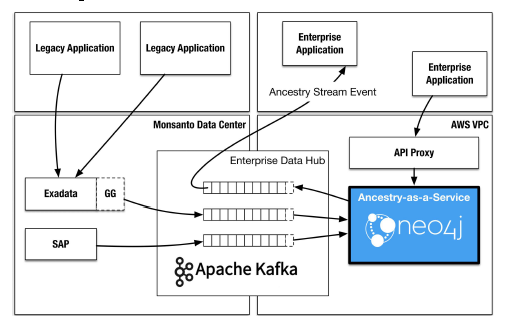 Legacy Application
Legacy Application
Enterprise
Application
Enterprise
Application
Ancestry Stream Event
Monsanto Data Center
AWS VPC
Enterprise Data Hub
API Proxy
Exadata
GG
Ancestry-as-a-Service
neo4j
SAP
Apache Kafka